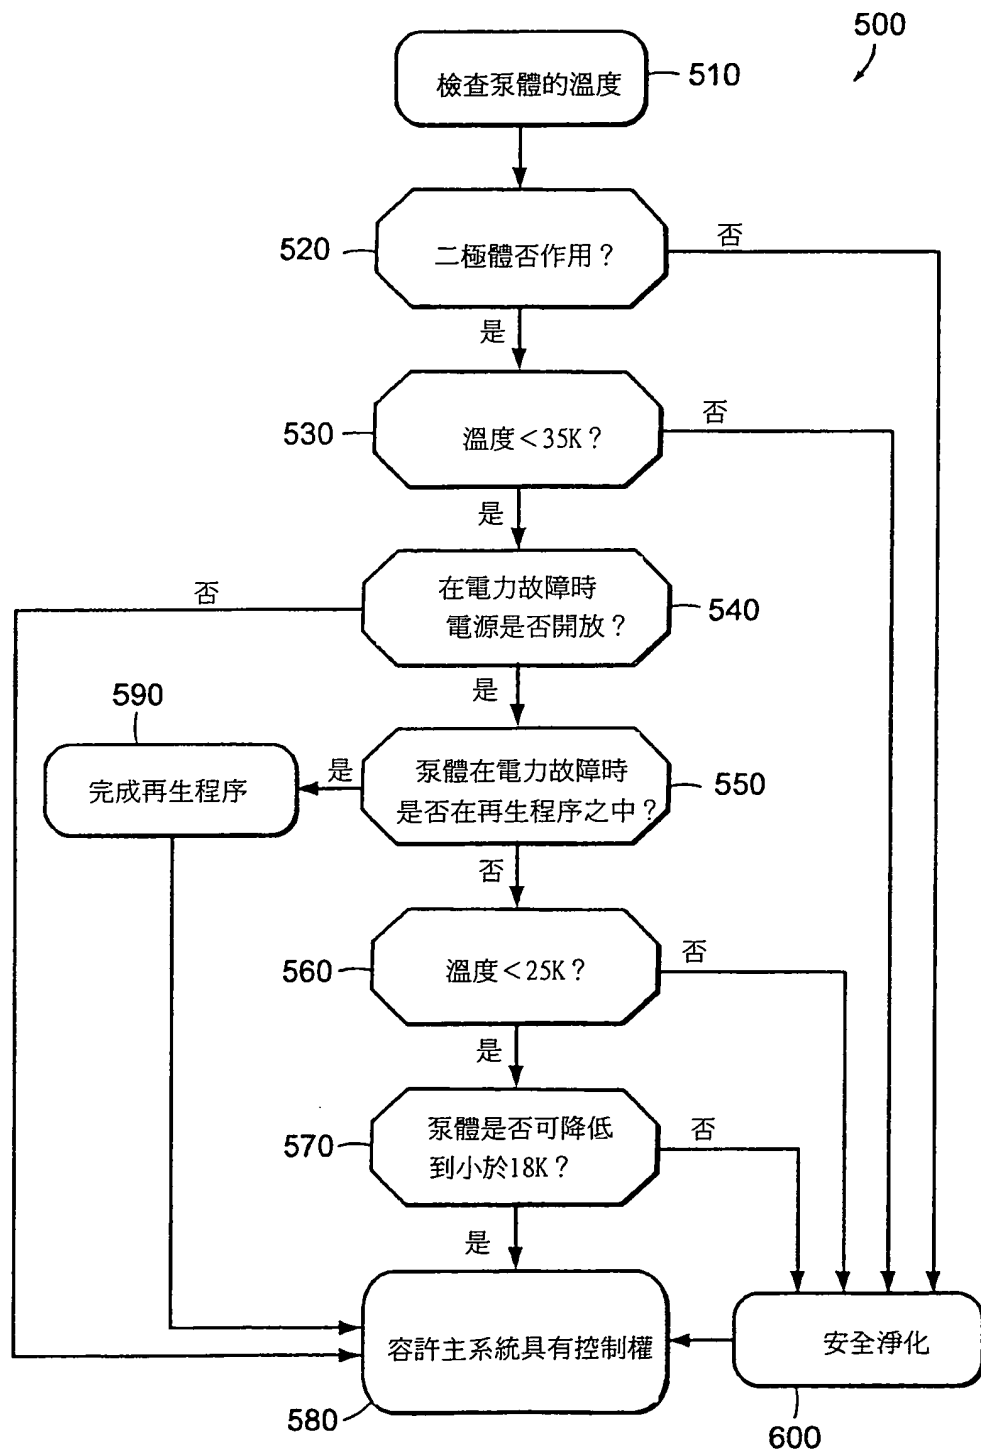 500
檢查泵體的溫度
510
二極體否作用？
520
否
是
溫度＜35K？
530
否
是
在電力故障時
電源是否開放？
540
否
是
泵體在電力故障時
是否在再生程序之中？
550
是
590
完成再生程序
否
溫度＜25K？
560
否
是
泵體是否可降低
到小於18K？
570
否
是
容許主系統具有控制權
580
安全淨化
600